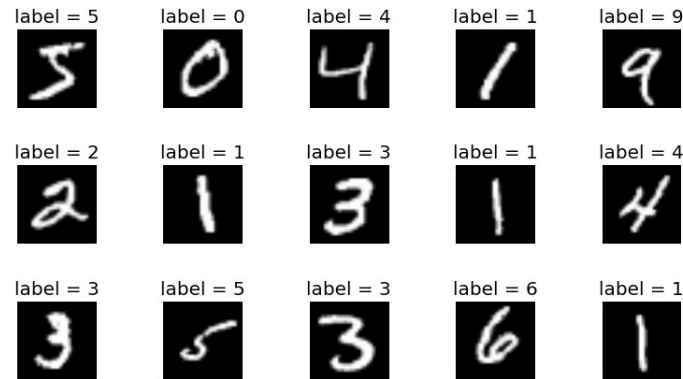 label = 5 label = 0 label = 4 label = 1 label = 9
5 0 4 1 9
label = 2 label = 1 label = 3 label = 1 label = 4
2 1 3 1 4
label = 3 label = 5 label = 3 label = 6 label = 1
3 5 3 6 1